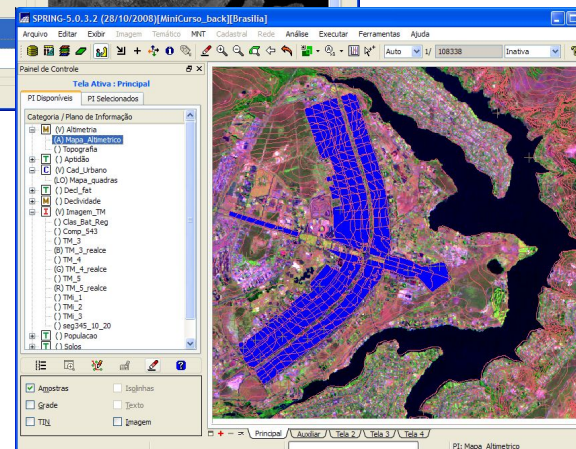 SPRING-5.0.3.2 (28/10/2008)[MiniCurso_back][Brasilia]
Arquivo Editar Exibir Imagem Temático MNT Cadastral Rede Análise Executar Ferramentas Ajuda
Auto 1/ 108338 Inativa
Painel de Controle
Tela Ativa : Principal
PI Disponíveis PI Selecionados
Categoria / Plano de Informação
M (V) Altimetria
(A) Mapa_Altimetrico
( ) Topografia
T ( ) Aptidão
C (V) Cad_Urbano
(LO) Mapa_quadras
T ( ) Decl_fat
M ( ) Declividade
I (V) Imagem_TM
( ) Clas_Bat_Reg
( ) Comp_543
( ) TM_3
(B) TM_3_realce
( ) TM_4
(G) TM_4_realce
( ) TM_5
(R) TM_5_realce
( ) TMi_1
( ) TMi_2
( ) TMi_3
( ) seg345_10_20
T ( ) Populacao
T ( ) Solos
Amostras Isolinhas
Grade Texto
TIN Imagem
Principal Auxiliar Tela 2 Tela 3 Tela 4
PI: Mapa_Altimetrico